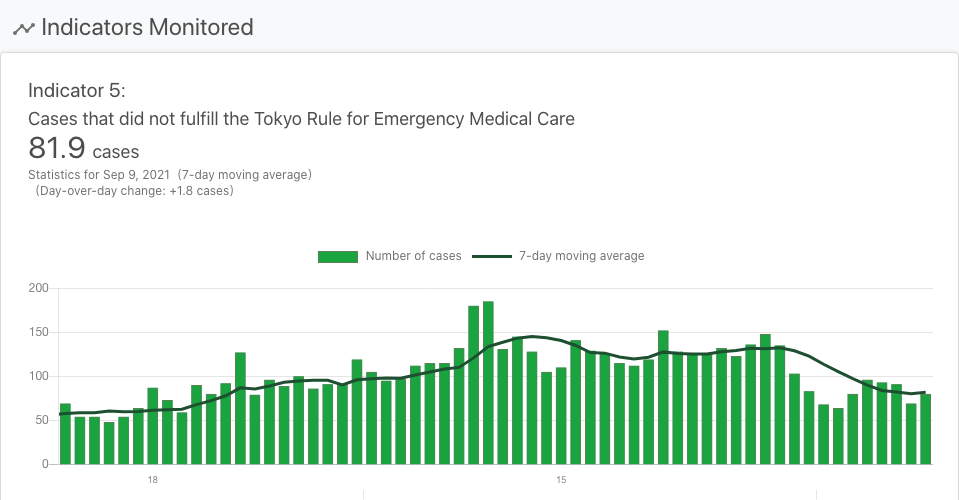 Indicators Monitored
Indicator 5:
Cases that did not fulfill the Tokyo Rule for Emergency Medical Care
81.9 cases
Statistics for Sep 9, 2021 (7-day moving average)
(Day-over-day change: +1.8 cases)
Number of cases 7-day moving average
200
150
100
50
0
18 15